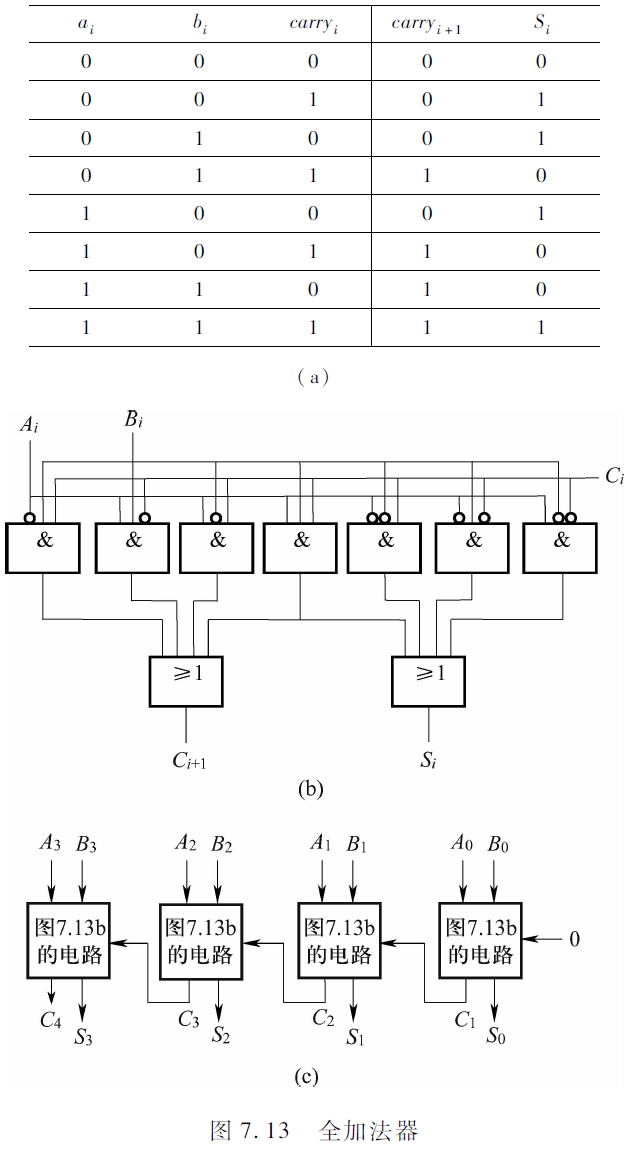 a_i b_i carry_i carry_{i+1} S_i
0 0 0 0 0
0 0 1 0 1
0 1 0 0 1
0 1 1 1 0
1 0 0 0 1
1 0 1 1 0
1 1 0 1 0
1 1 1 1 1
(a)
A_i B_i
C_i
& & & & & & &
≥1 ≥1
C_{i+1} S_i
(b)
A_3 B_3 A_2 B_2 A_1 B_1 A_0 B_0
图7.13b 图7.13b 图7.13b 图7.13b
的电路 的电路 的电路 的电路 0
C_4 S_3 C_3 S_2 C_2 S_1 C_1 S_0
(c)
图 7.13 全加法器